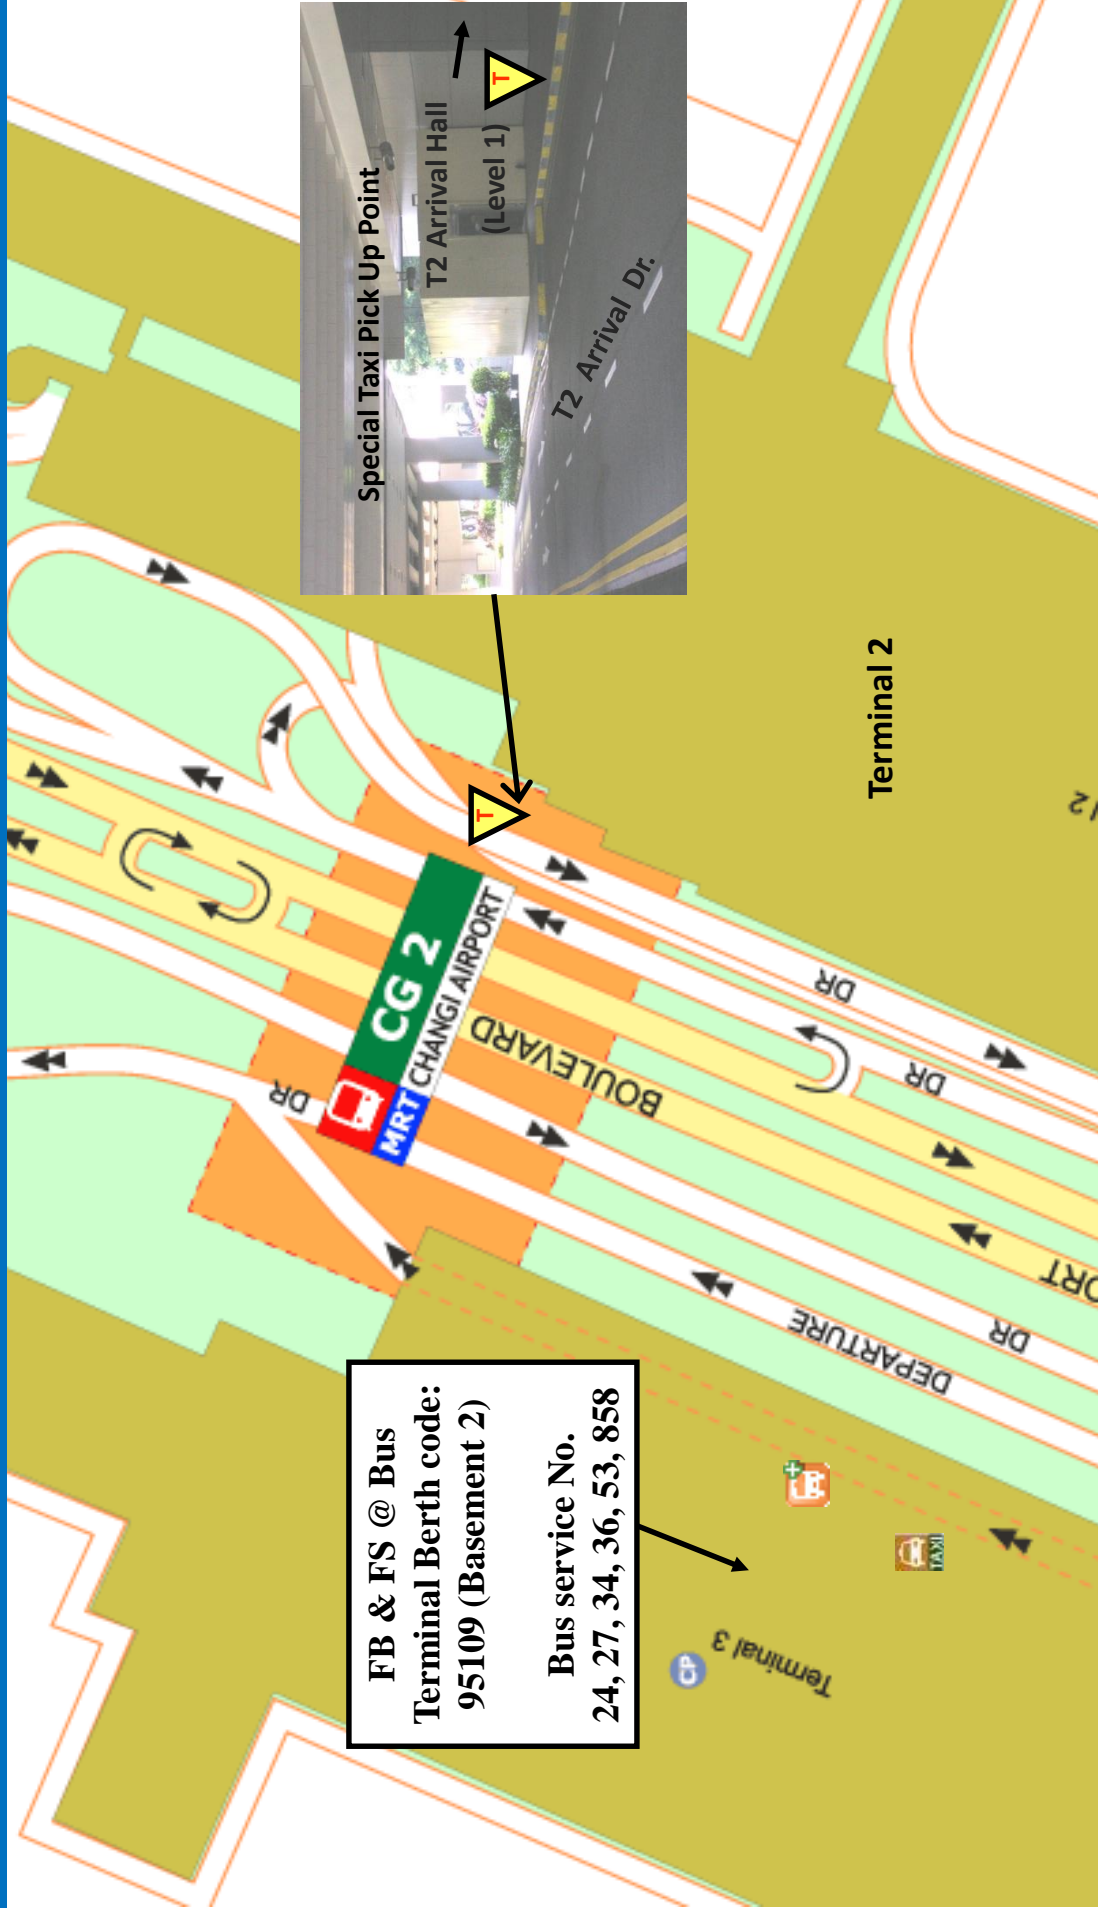 Special Taxi Pick Up Point
T2 Arrival Hall
(Level 1)
T
T2 Arrival Dr.
T
CG 2
MRT CHANGI AIRPORT
DR
BOULEVARD
DR
DR
DR
DEPARTURE
Terminal 2
FB & FS @ Bus
Terminal Berth code:
95109 (Basement 2)
Bus service No.
24, 27, 34, 36, 53, 858
CP
Terminal 3
TAXI